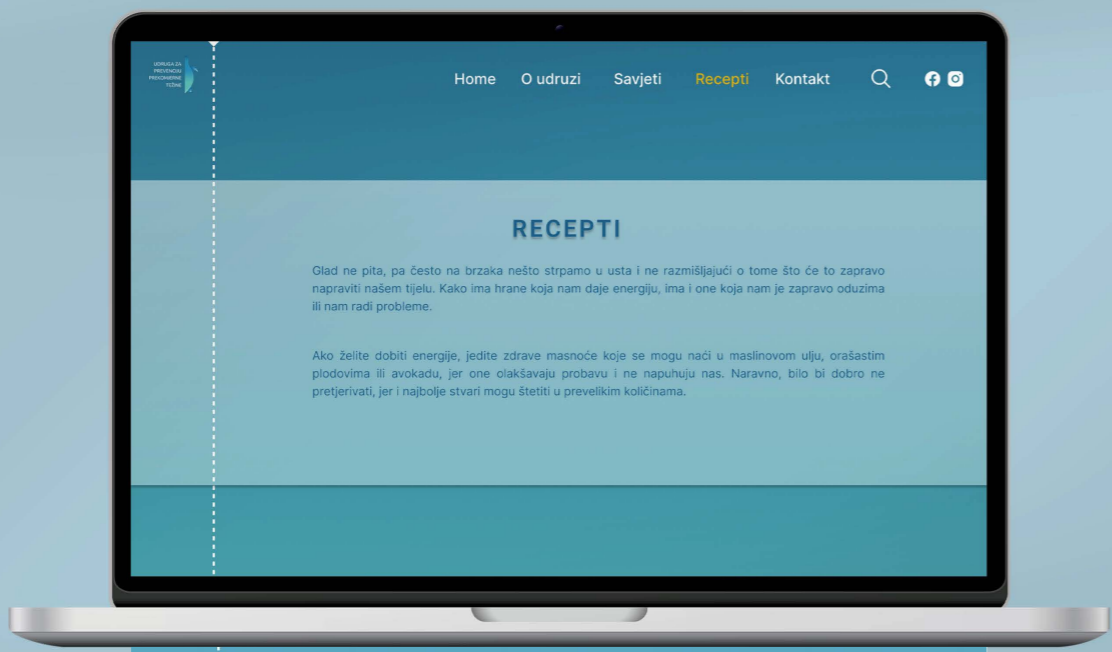 UDRUGA ZA
PREVENCIJU
PREKOMJERNE
TEŽINE
Home O udruzi Savjeti Recepti Kontakt
RECEPTI
Glad ne pita, pa često na brzaka nešto strpamo u usta i ne razmišljajući o tome što će to zapravo
napraviti našem tijelu. Kako ima hrane koja nam daje energiju, ima i one koja nam je zapravo oduzima
ili nam radi probleme.
Ako želite dobiti energije, jedite zdrave masnoće koje se mogu naći u maslinovom ulju, orašastim
plodovima ili avokadu, jer one olakšavaju probavu i ne napuhuju nas. Naravno, bilo bi dobro ne
pretjerivati, jer i najbolje stvari mogu štetiti u prevelikim količinama.